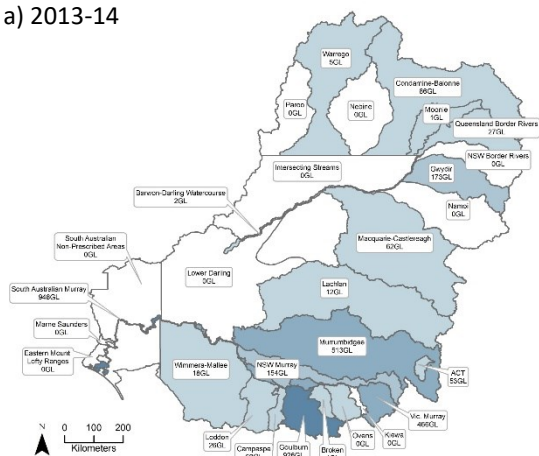 a) 2013-14
Warrego
5GL
Condamine-Balonne
86GL
Paroo
0GL
Nebine
0GL
Moonie
1GL
Queensland Border Rivers
27GL
NSW Border Rivers
0GL
Intersecting Streams
0GL
Gwydir
173GL
Barwon-Darling Watercourse
2GL
Namoi
0GL
South Australian
Non-Prescribed Areas
0GL
Macquarie-Castlereagh
62GL
Lower Darling
0GL
South Australian Murray
948GL
Lachlan
12GL
Marne Saunders
0GL
Murrumbidgee
513GL
Eastern Mount
Lofty Ranges
0GL
Wimmera-Mallee
18GL
NSW Murray
154GL
ACT
53GL
Vic. Murray
466GL
N
0 100 200
Kilometers
Loddon
26GL
Campaspe
Goulburn
926GL
Broken
Ovens
0GL
Kiewa
0GL